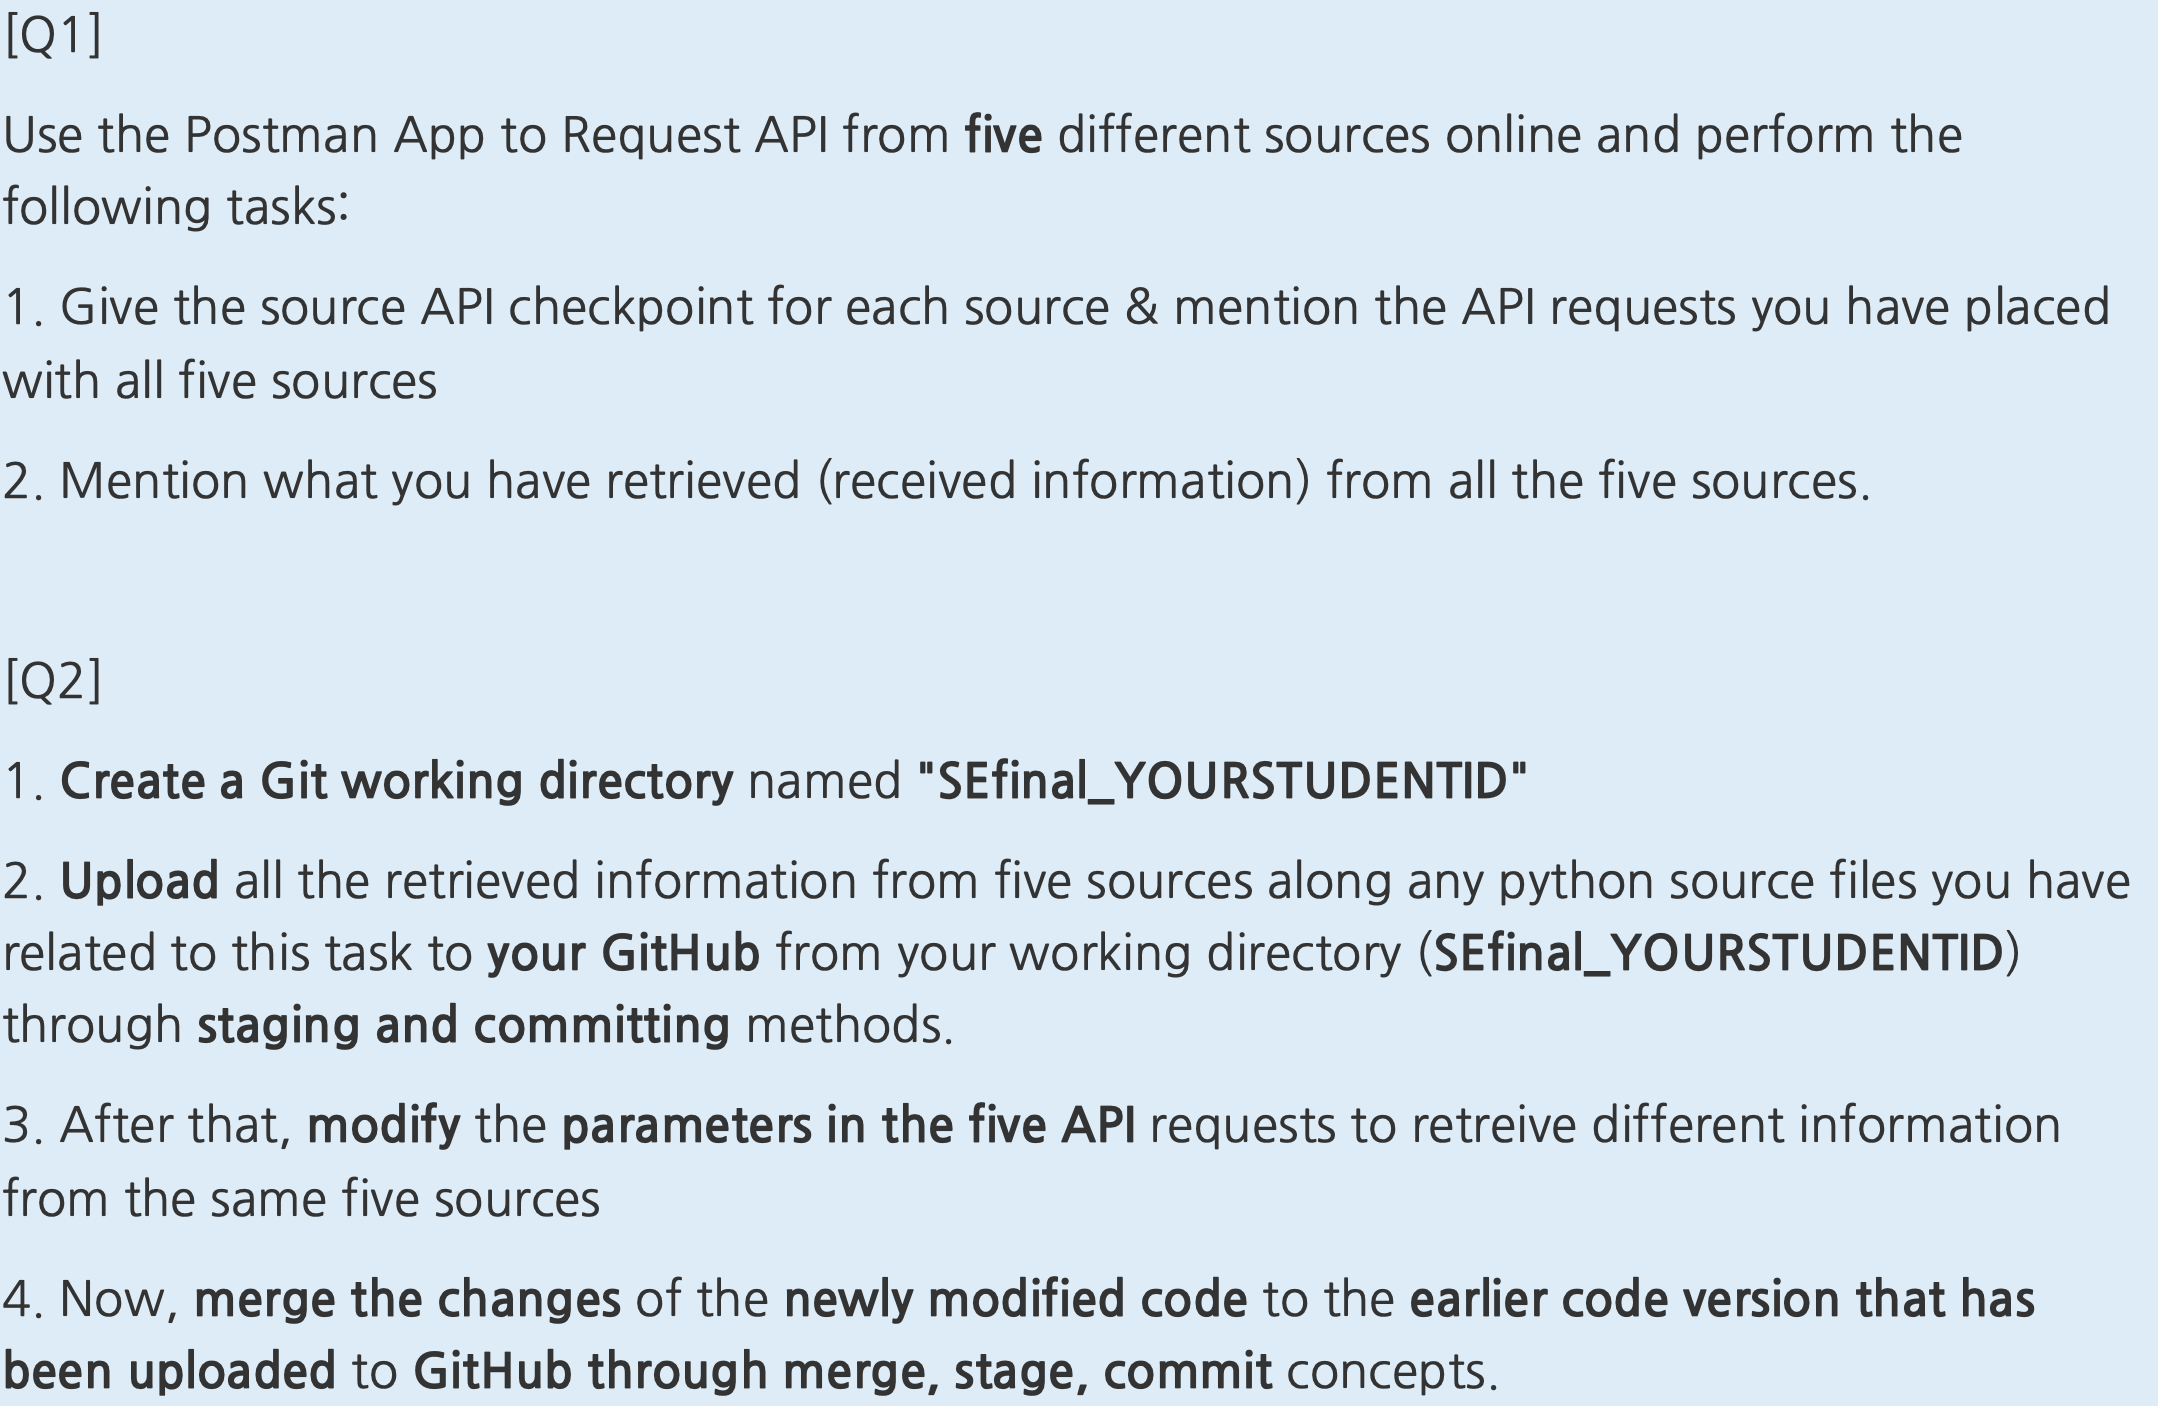 [Q1]
Use the Postman App to Request API from five different sources online and perform the
following tasks:
1. Give the source API checkpoint for each source & mention the API requests you have placed
with all five sources
2. Mention what you have retrieved (received information) from all the five sources.
[Q2]
1. Create a Git working directory named "SEfinal_YOURSTUDENTID"
2. Upload all the retrieved information from five sources along any python source files you have
related to this task to your GitHub from your working directory (SEfinal_YOURSTUDENTID)
through staging and committing methods.
3. After that, modify the parameters in the five API requests to retreive different information
from the same five sources
4. Now, merge the changes of the newly modified code to the earlier code version that has
been uploaded to GitHub through merge, stage, commit concepts.